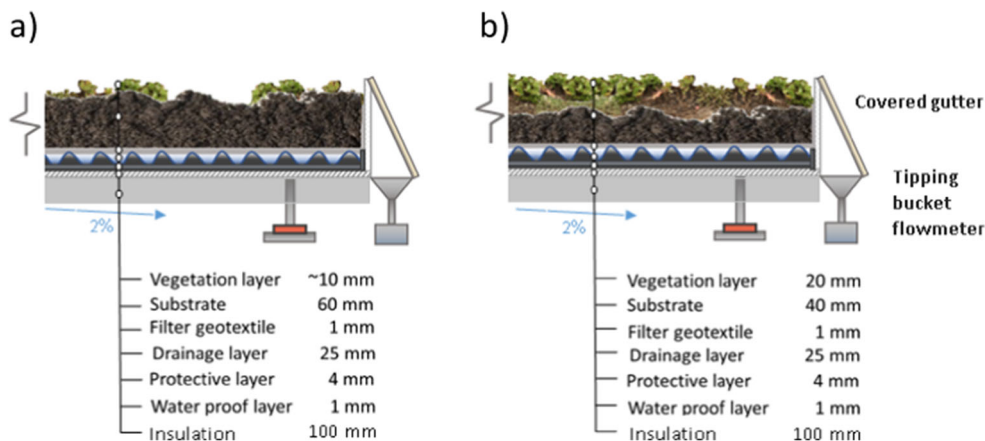 a)
2%
Vegetation layer ~10 mm
Substrate 60 mm
Filter geotextile 1 mm
Drainage layer 25 mm
Protective layer 4 mm
Water proof layer 1 mm
Insulation 100 mm
b)
Covered gutter
Tipping
bucket
flowmeter
2%
Vegetation layer 20 mm
Substrate 40 mm
Filter geotextile 1 mm
Drainage layer 25 mm
Protective layer 4 mm
Water proof layer 1 mm
Insulation 100 mm